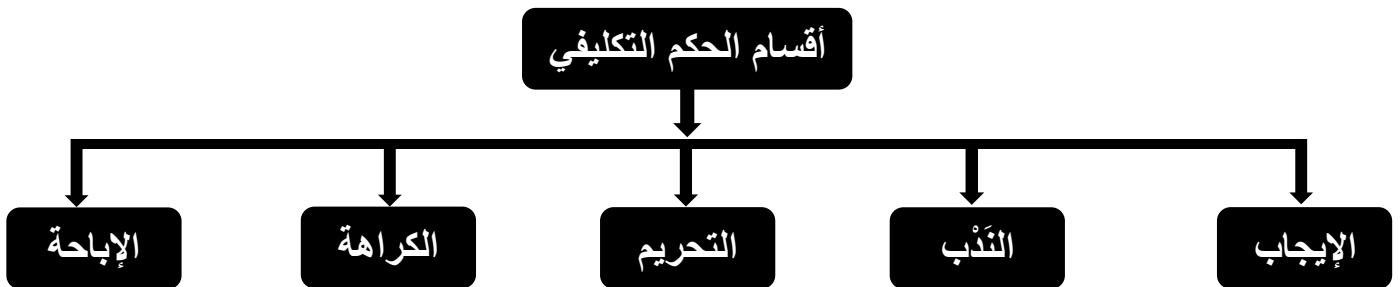 أقسام الحكم التكليفي
الإيجاب
النَدْب
التحريم
الكراهة
الإباحة